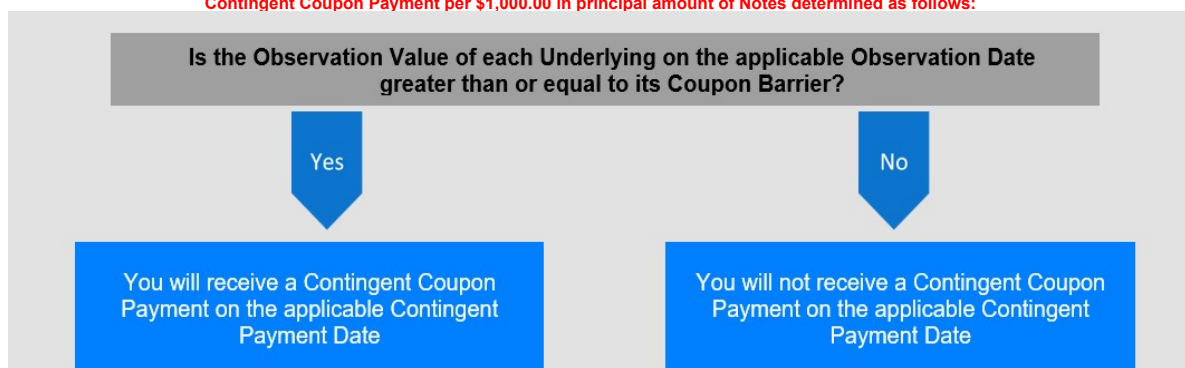 Contingent Coupon Payment per $1,000.00 in principal amount of Notes determined as follows:
Is the Observation Value of each Underlying on the applicable Observation Date
greater than or equal to its Coupon Barrier?
Yes
No
You will receive a Contingent Coupon
Payment on the applicable Contingent
Payment Date
You will not receive a Contingent Coupon
Payment on the applicable Contingent
Payment Date